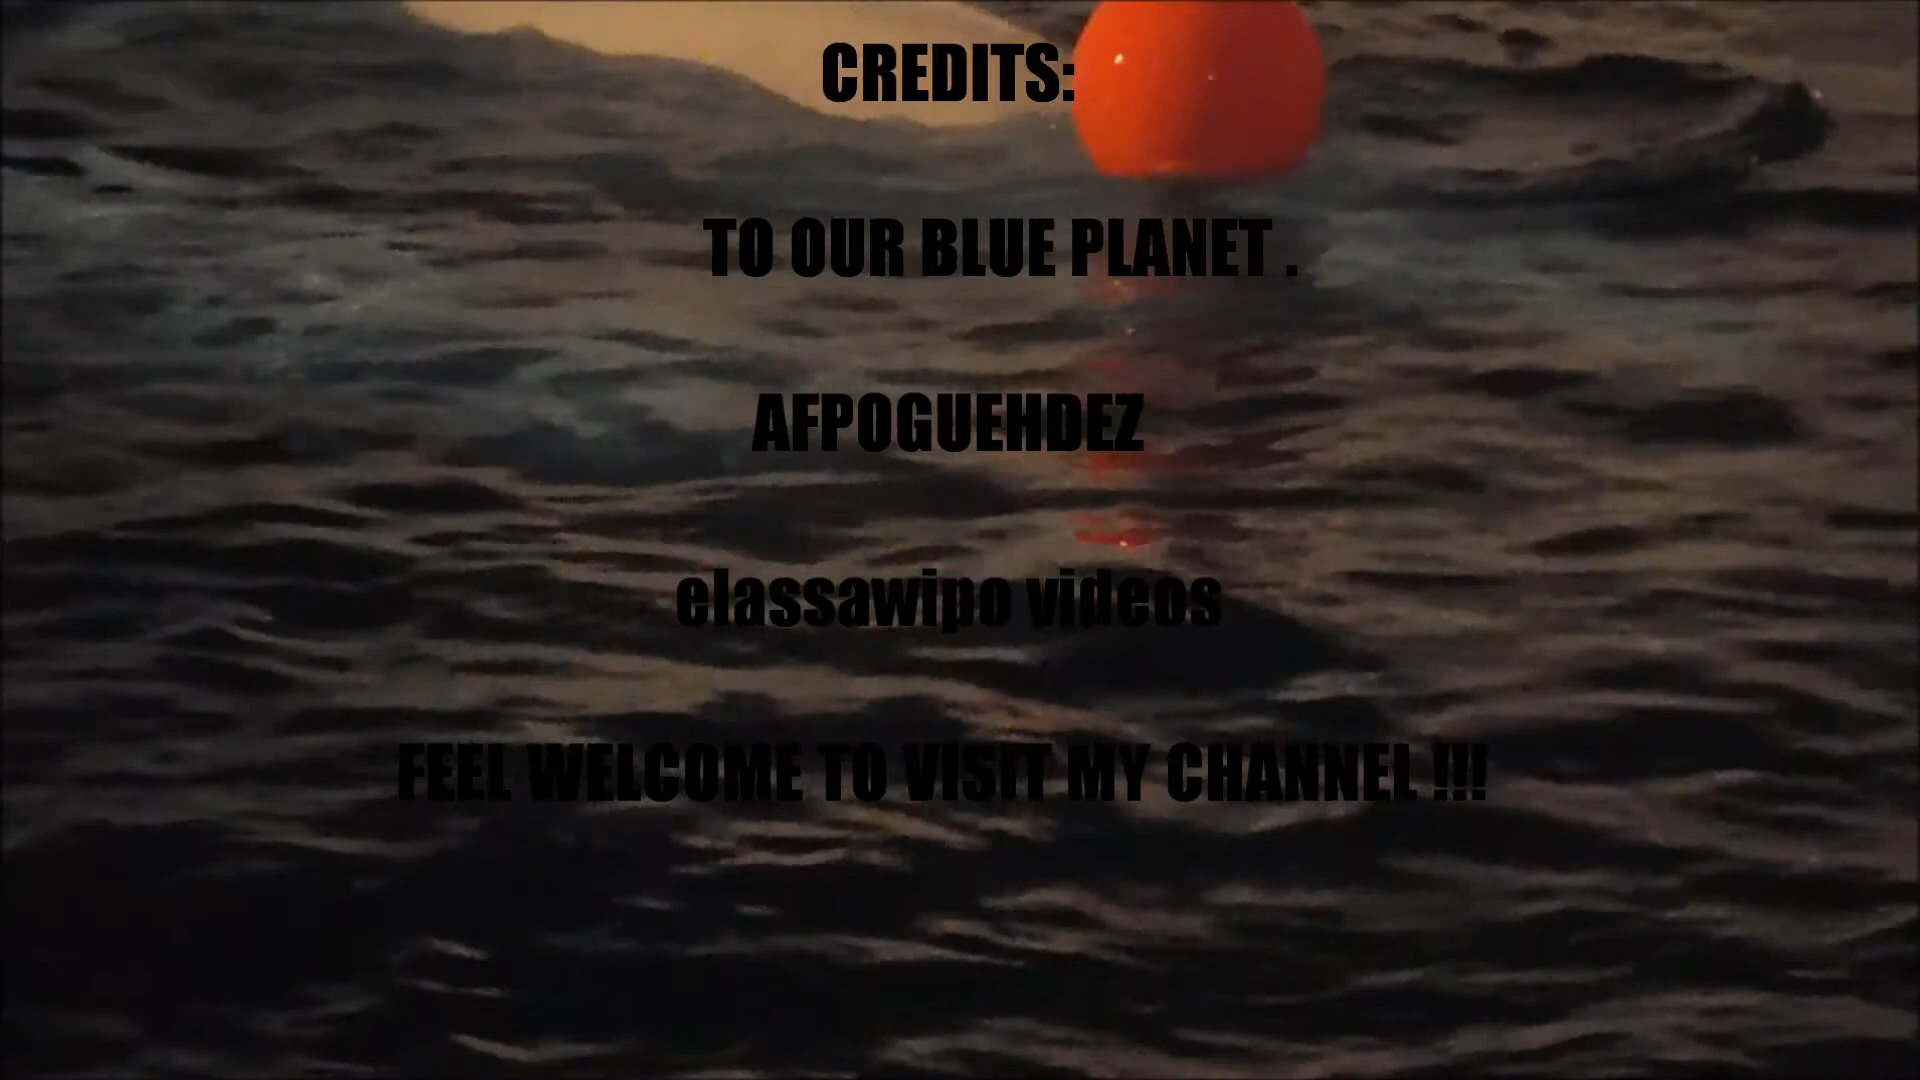 CREDITS:
TO OUR BLUE PLANET .
AFPOGUEHDEZ
elassawipo videos
FEEL WELCOME TO VISIT MY CHANNEL !!!